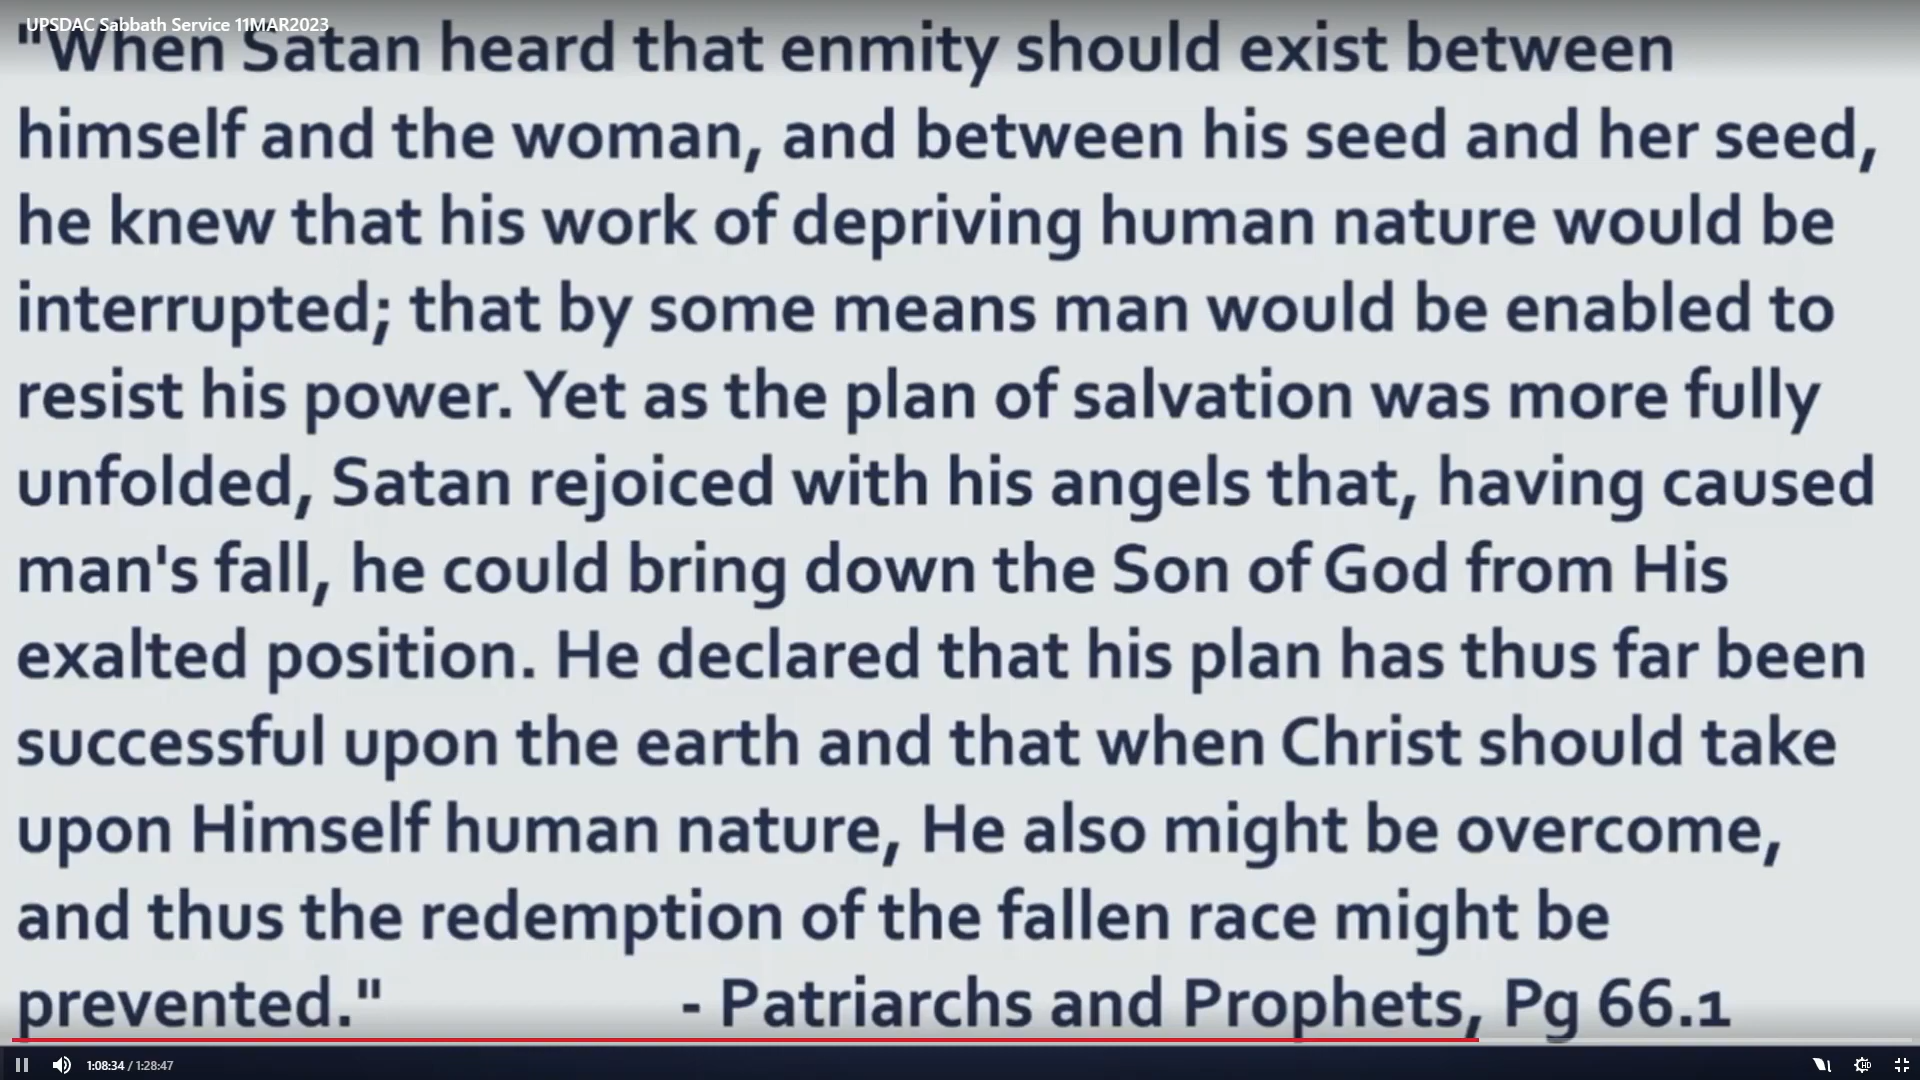 UPSDAC Sabbath Service 11MAR2023
"When Satan heard that enmity should exist between
himself and the woman, and between his seed and her seed,
he knew that his work of depriving human nature would be
interrupted; that by some means man would be enabled to
resist his power. Yet as the plan of salvation was more fully
unfolded, Satan rejoiced with his angels that, having caused
man's fall, he could bring down the Son of God from His
exalted position. He declared that his plan has thus far been
successful upon the earth and that when Christ should take
upon Himself human nature, He also might be overcome,
and thus the redemption of the fallen race might be
prevented." - Patriarchs and Prophets, Pg 66.1
1:08:34 / 1:28:47
HD